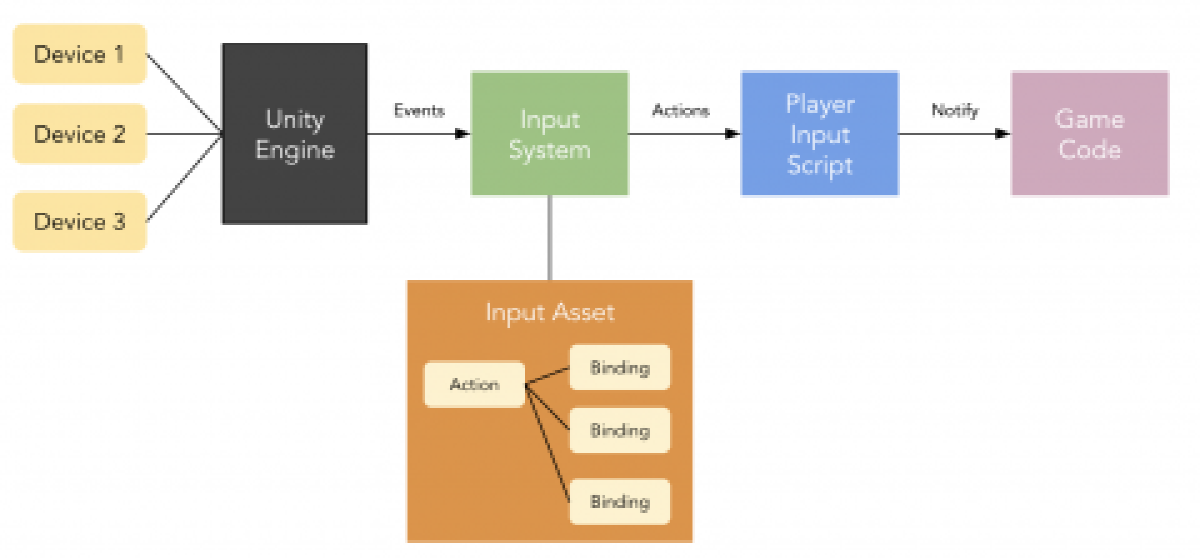 Device 1
Device 2
Device 3
Unity
Engine
Events
Input
System
Actions
Player
Input
Script
Notify
Game
Code
Input Asset
Action
Binding
Binding
Binding